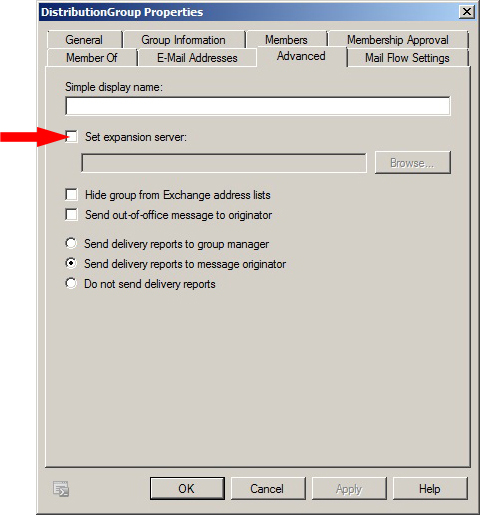 DistributionGroup Properties
General Group Information Members Membership Approval
Member Of E-Mail Addresses Advanced Mail Flow Settings
Simple display name:
Set expansion server:
Browse...
Hide group from Exchange address lists
Send out-of-office message to originator
Send delivery reports to group manager
Send delivery reports to message originator
Do not send delivery reports
OK Cancel Apply Help